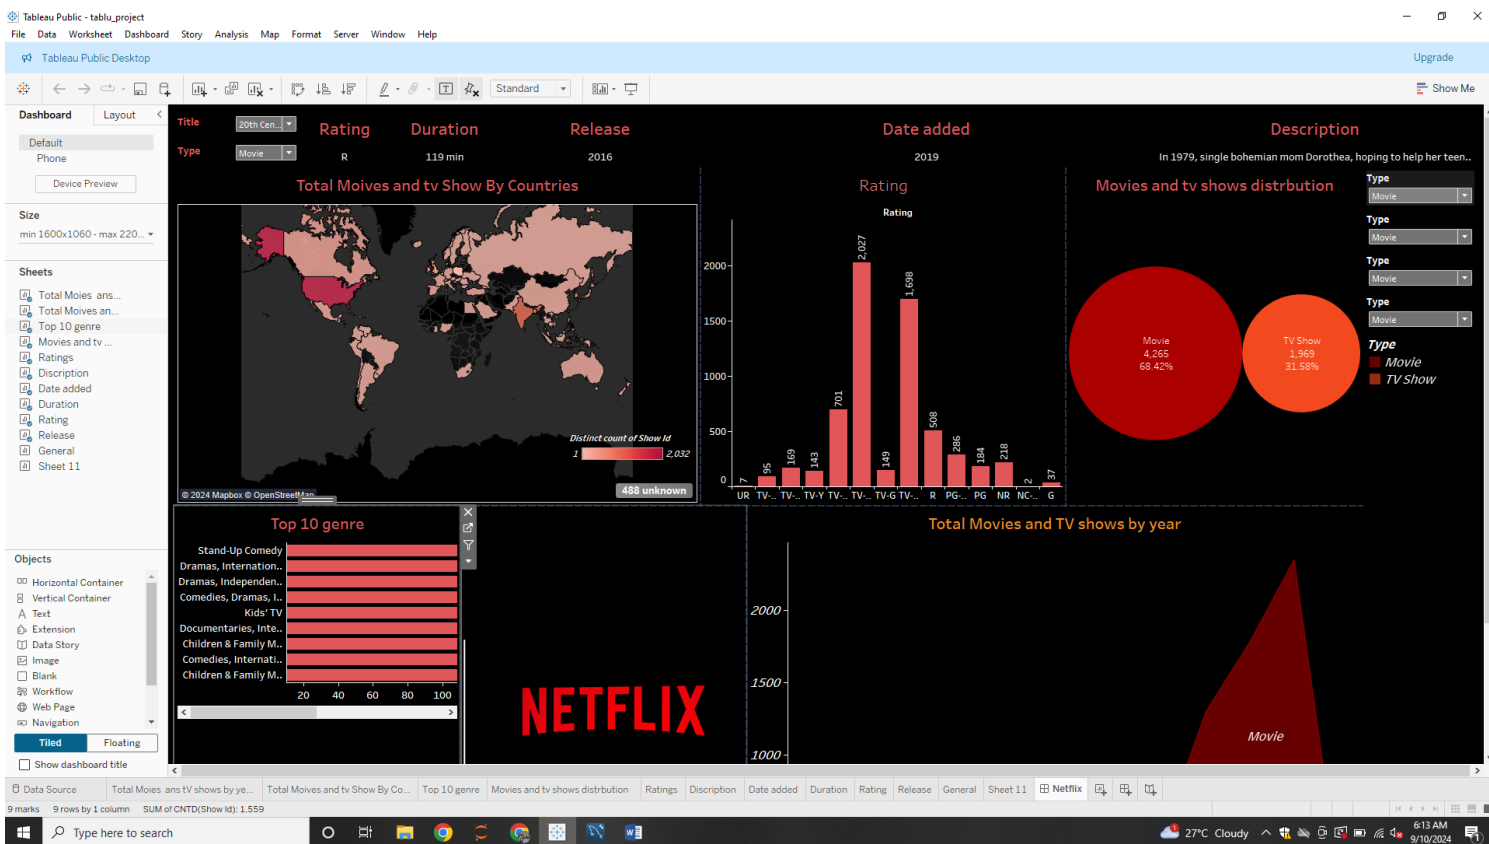 Tableau Public - tablu_project
File Data Worksheet Dashboard Story Analysis Map Format Server Window Help
Tableau Public Desktop Upgrade
Standard Show Me
Dashboard Layout
Default
Phone
Device Preview
Size
min 1600x1060 - max 220...
Sheets
Total Moies ans...
Total Moives an...
Top 10 genre
Movies and tv ...
Ratings
Discription
Date added
Duration
Rating
Release
General
Sheet 11
Objects
Horizontal Container
Vertical Container
Text
Extension
Data Story
Image
Blank
Workflow
Web Page
Navigation
Tiled Floating
Show dashboard title
Title 20th Cen...
Type Movie
Rating Duration Release Date added Description
R 119 min 2016 2019 In 1979, single bohemian mom Dorothea, hoping to help her teen..
Total Moives and tv Show By Countries
Distinct count of Show Id
1 2,032
© 2024 Mapbox © OpenStreetMap
488 unknown
Rating
Rating
2000
1500
1000
500
0
7 95 169 143 701 2,027 149 1,698 508 286 184 218 2 37
UR TV-.. TV-.. TV-Y TV-.. TV-.. TV-G TV-.. R PG-.. PG NR NC-.. G
Movies and tv shows distrbution
Movie
4,265
68.42%
TV Show
1,969
31.58%
Type
Movie
Type
Movie
Type
Movie
Type
Movie
Type
Movie
TV Show
Top 10 genre
Stand-Up Comedy
Dramas, Internation..
Dramas, Independen..
Comedies, Dramas, I..
Kids' TV
Documentaries, Inte..
Children & Family M..
Comedies, Internati..
Children & Family M..
20 40 60 80 100
NETFLIX
Total Movies and TV shows by year
2000
1500
1000
Movie
Data Source Total Moies ans tV shows by ye... Total Moives and tv Show By Co... Top 10 genre Movies and tv shows distrbution Ratings Discription Date added Duration Rating Release General Sheet 11 Netflix
9 marks 9 rows by 1 column SUM of CNTD(Show Id): 1,559
Type here to search
27°C Cloudy
6:13 AM
9/10/2024